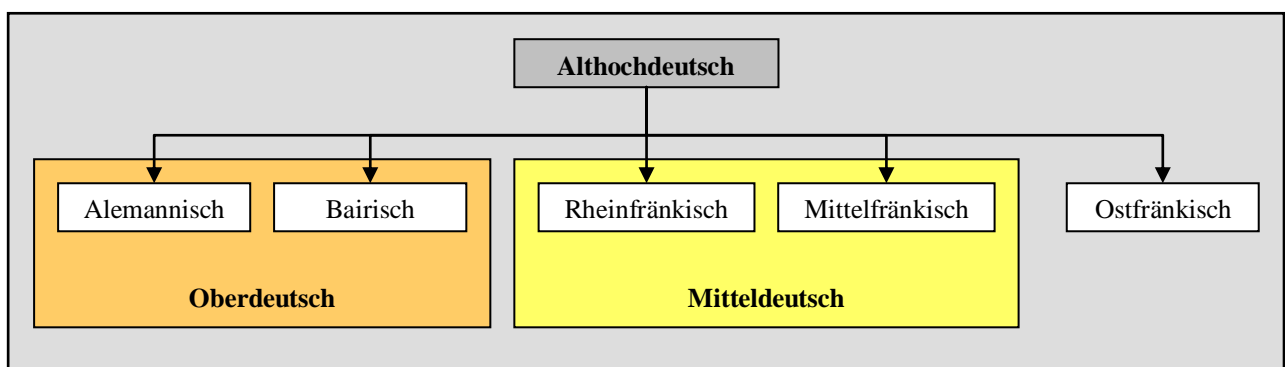 Althochdeutsch
Alemannisch
Bairisch
Rheinfränkisch
Mittelfränkisch
Ostfränkisch
Oberdeutsch
Mitteldeutsch